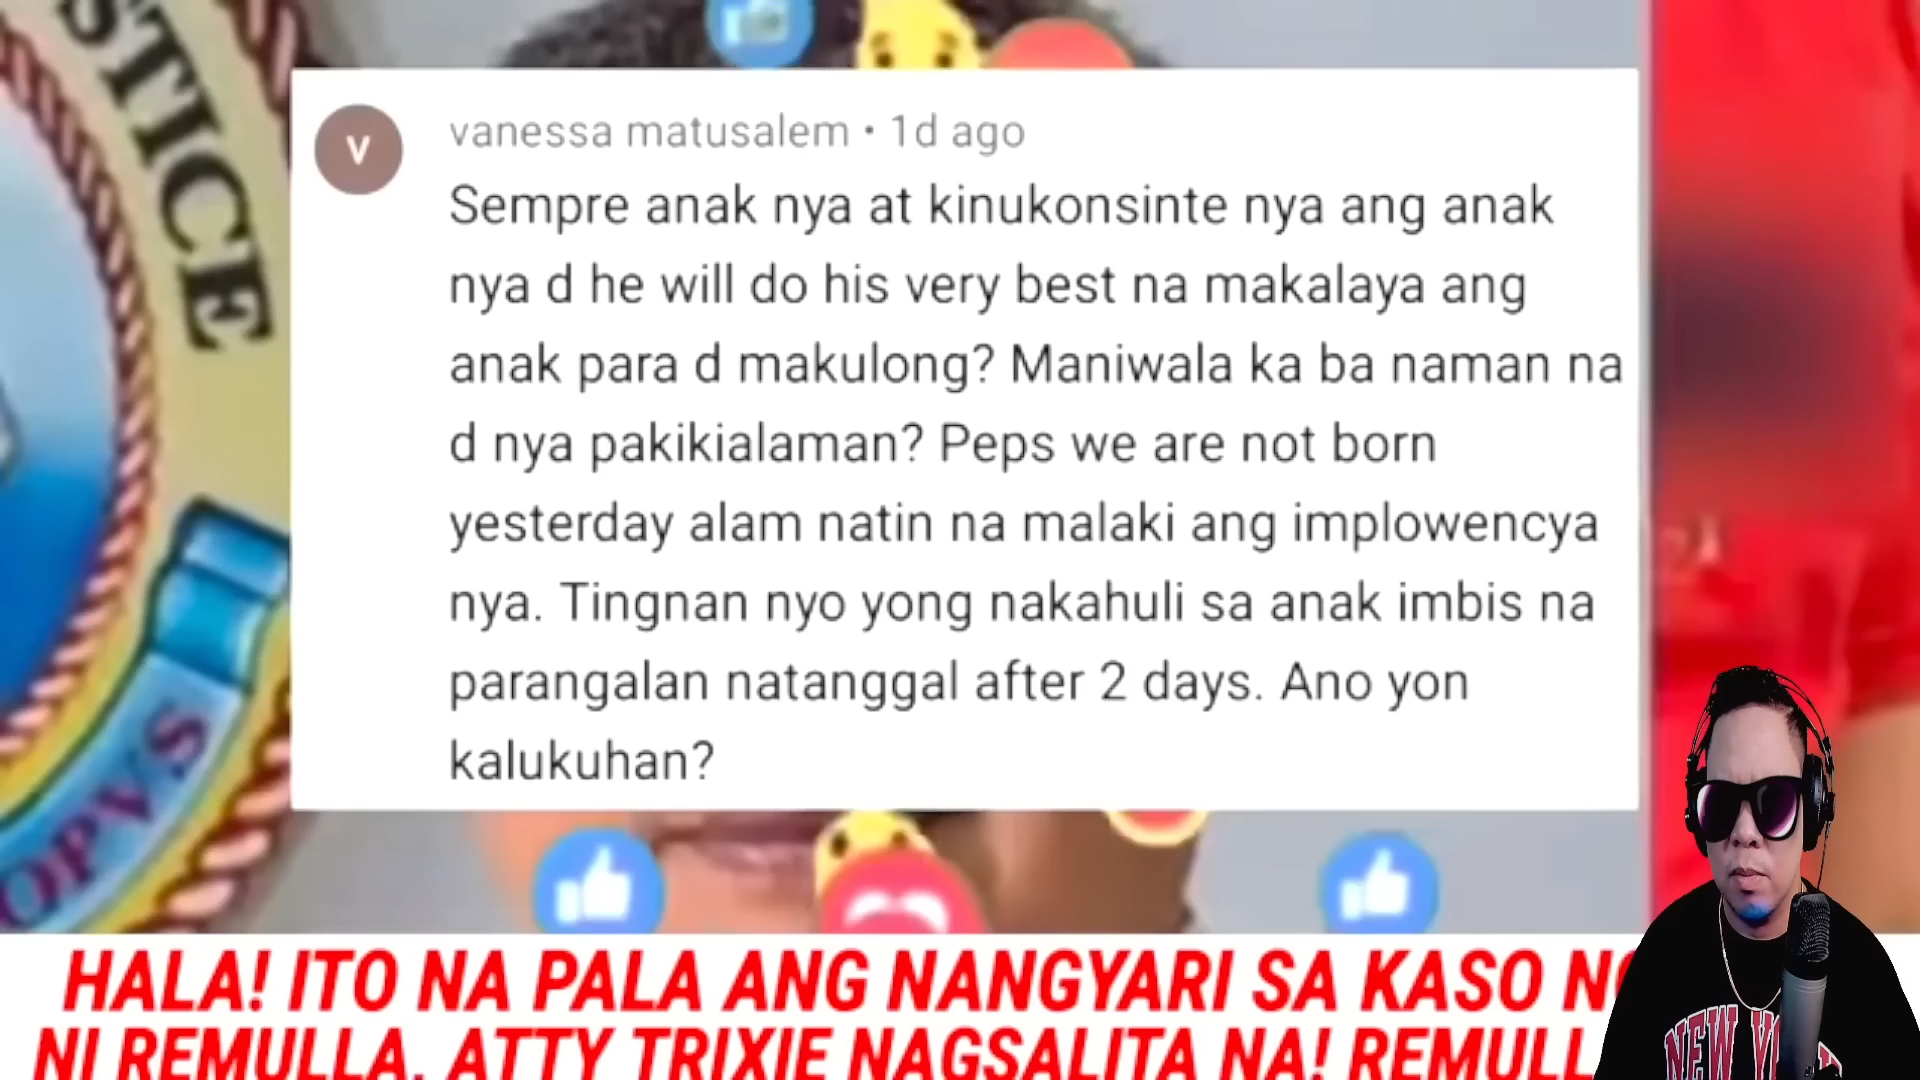 STICE
OPVS
V
vanessa matusalem • 1d ago
Sempre anak nya at kinukonsinte nya ang anak
nya d he will do his very best na makalaya ang
anak para d makulong? Maniwala ka ba naman na
d nya pakikialaman? Peps we are not born
yesterday alam natin na malaki ang implowencya
nya. Tingnan nyo yong nakahuli sa anak imbis na
parangalan natanggal after 2 days. Ano yon
kalukuhan?
HALA! ITO NA PALA ANG NANGYARI SA KASO
NI REMULLA. ATTY TRIXIE NAGSALITA NA! REMULL
NEW